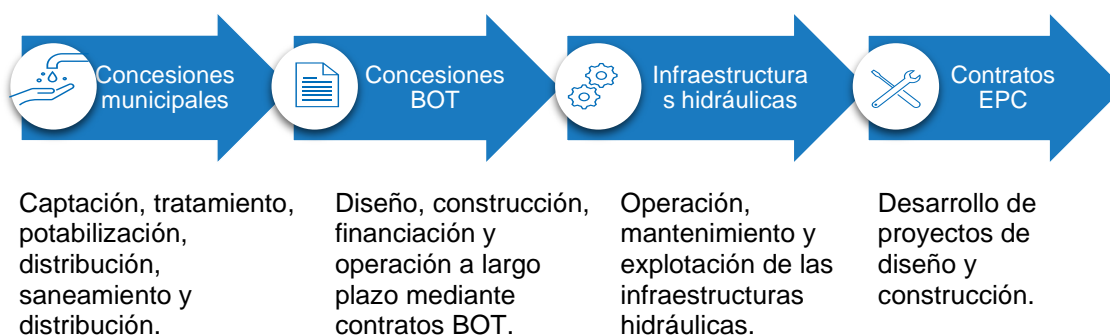 Concesiones
municipales
Concesiones
BOT
Infraestructura
s hidráulicas
Contratos
EPC
Captación, tratamiento,
potabilización,
distribución,
saneamiento y
distribución.
Diseño, construcción,
financiación y
operación a largo
plazo mediante
contratos BOT.
Operación,
mantenimiento y
explotación de las
infraestructuras
hidráulicas.
Desarrollo de
proyectos de
diseño y
construcción.